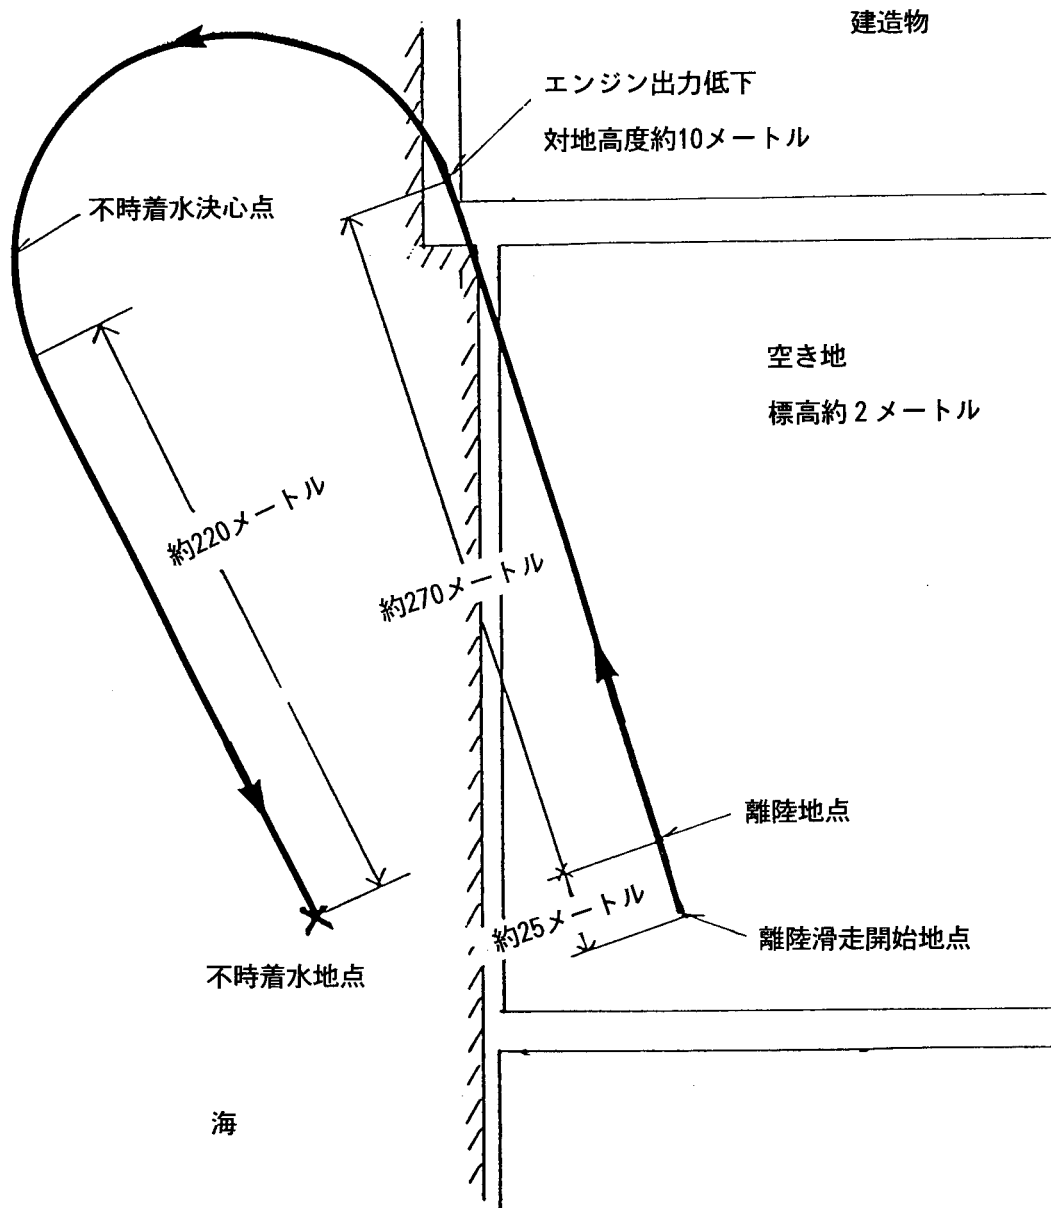 建造物
エンジン出力低下
対地高度約10メートル
不時着水決心点
空き地
標高約2メートル
約220メートル
約270メートル
離陸地点
約25メートル
離陸滑走開始地点
不時着水地点
海